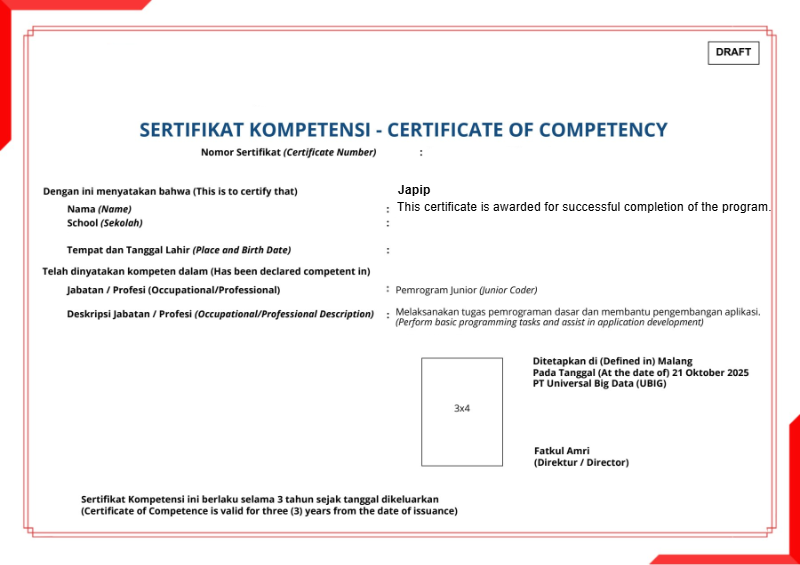 DRAFT
SERTIFIKAT KOMPETENSI - CERTIFICATE OF COMPETENCY
Nomor Sertifikat (Certificate Number) :
Dengan ini menyatakan bahwa (This is to certify that) Japip
Nama (Name) : This certificate is awarded for successful completion of the program.
School (Sekolah) :
Tempat dan Tanggal Lahir (Place and Birth Date) :
Telah dinyatakan kompeten dalam (Has been declared competent in)
Jabatan / Profesi (Occupational/Professional) : Pemrogram Junior (Junior Coder)
Deskripsi Jabatan / Profesi (Occupational/Professional Description) : Melaksanakan tugas pemrograman dasar dan membantu pengembangan aplikasi.
(Perform basic programming tasks and assist in application development)
Ditetapkan di (Defined in) Malang
Pada Tanggal (At the date of) 21 Oktober 2025
PT Universal Big Data (UBIG)
3x4
Fatkul Amri
(Direktur / Director)
Sertifikat Kompetensi ini berlaku selama 3 tahun sejak tanggal dikeluarkan
(Certificate of Competence is valid for three (3) years from the date of issuance)